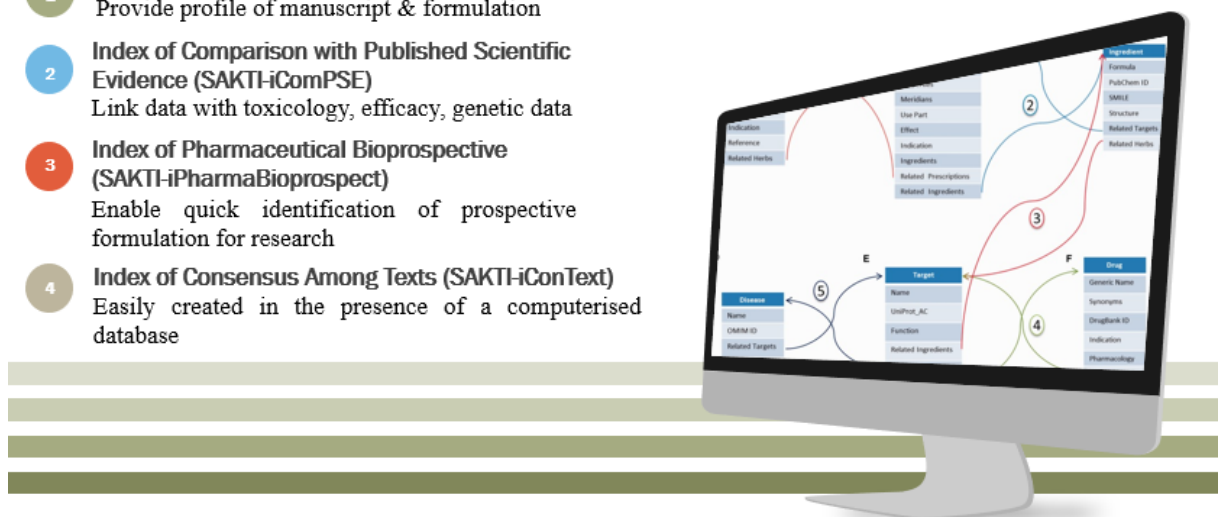 Provide profile of manuscript & formulation
2
Index of Comparison with Published Scientific
Evidence (SAKTI-iComPSE)
Link data with toxicology, efficacy, genetic data
3
Index of Pharmaceutical Bioprospective
(SAKTI-iPharmaBioprospect)
Enable quick identification of prospective
formulation for research
4
Index of Consensus Among Texts (SAKTI-iConText)
Easily created in the presence of a computerised
database
Indication
Reference
Related Herbs
Meridians
Use Part
Effect
Indication
Ingredients
Related Prescriptions
Related Ingredients
2
Ingredient
Formula
PubChem ID
SMILE
Structure
Related Targets
Related Herbs
3
5
Disease
Name
OMIM ID
Related Targets
E
Target
Name
UniProt_AC
Function
Related Ingredients
4
F
Drug
Generic Name
Synonyms
DrugBank ID
Indication
Pharmacology